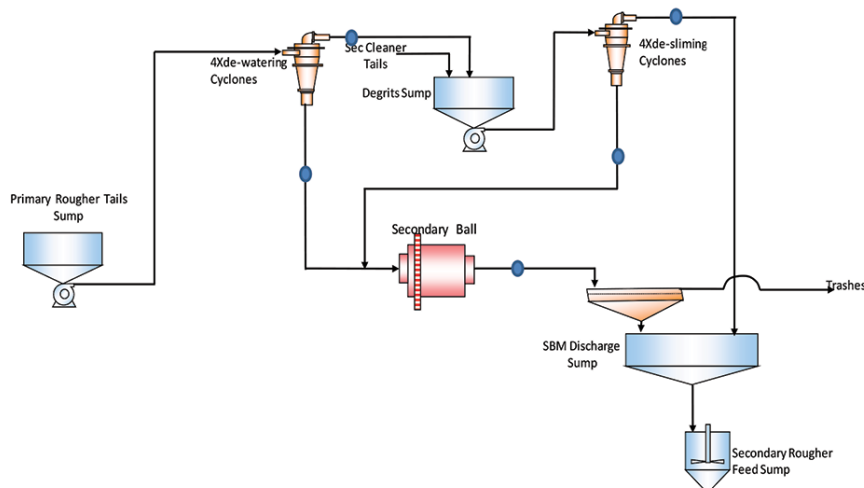 4Xde-watering
Cyclones
Sec Cleaner
Tails
Degrits Sump
4Xde-sliming
Cyclones
Primary Rougher Tails
Sump
Secondary Ball
Trashes
SBM Discharge
Sump
Secondary Rougher
Feed Sump